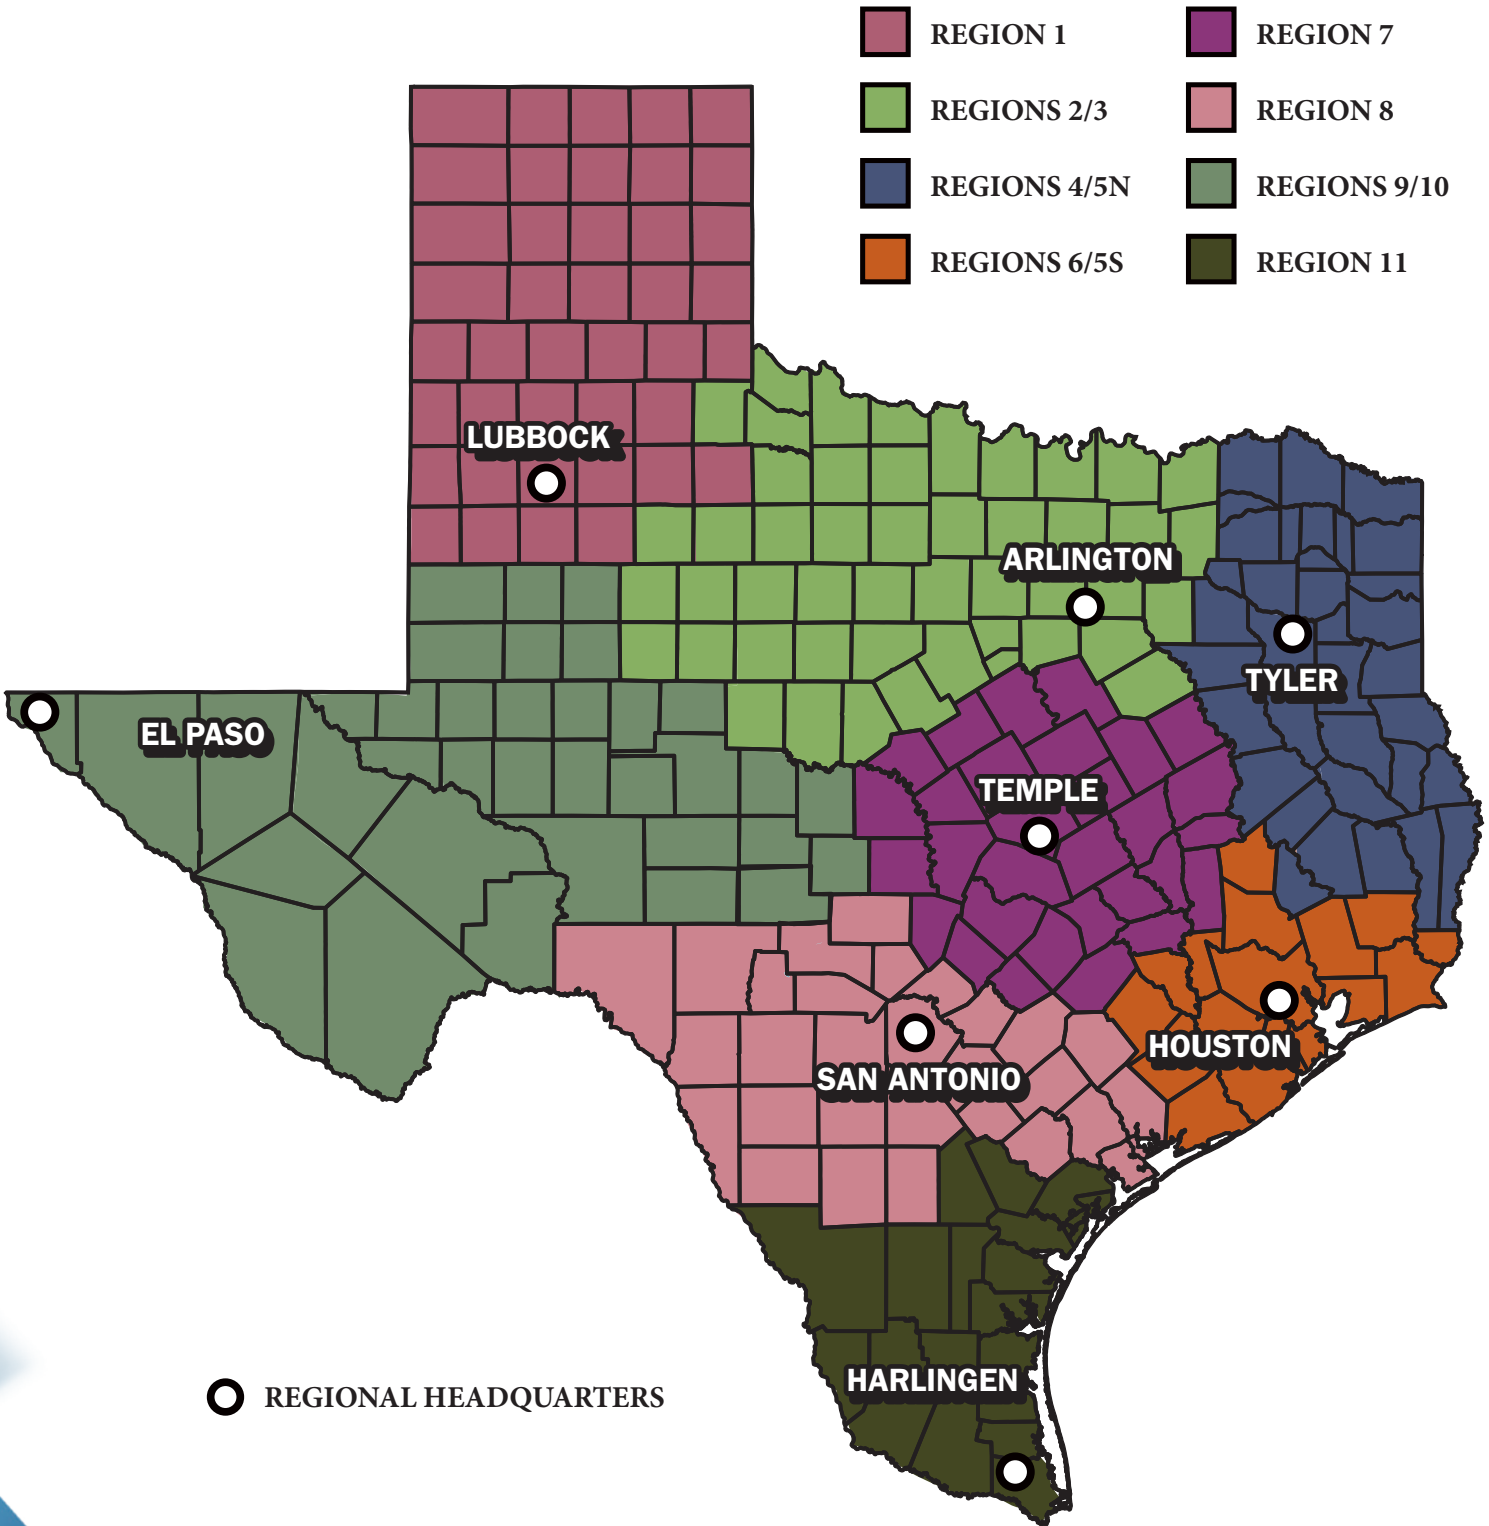 REGION 1
REGION 7
REGIONS 2/3
REGION 8
REGIONS 4/5N
REGIONS 9/10
REGIONS 6/5S
REGION 11
LUBBOCK
ARLINGTON
TYLER
EL PASO
TEMPLE
HOUSTON
SAN ANTONIO
HARLINGEN
REGIONAL HEADQUARTERS